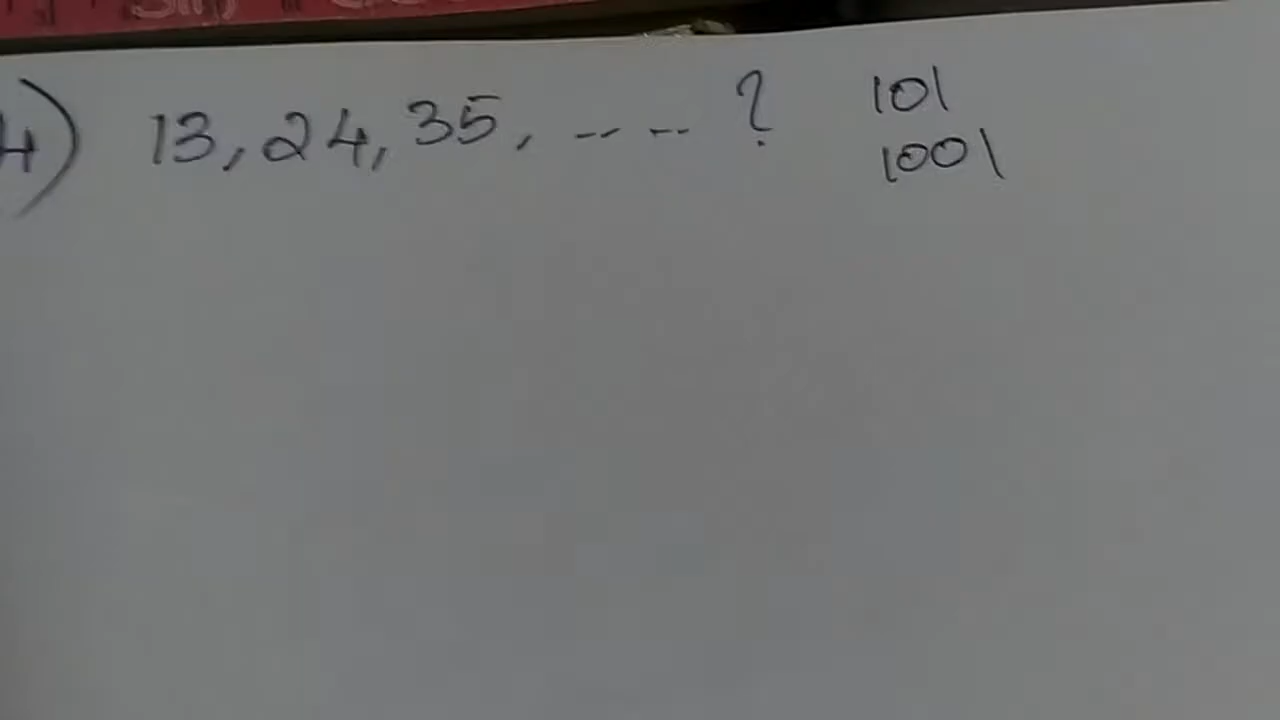 4) 13, 24, 35, -- -- ? 101
1001